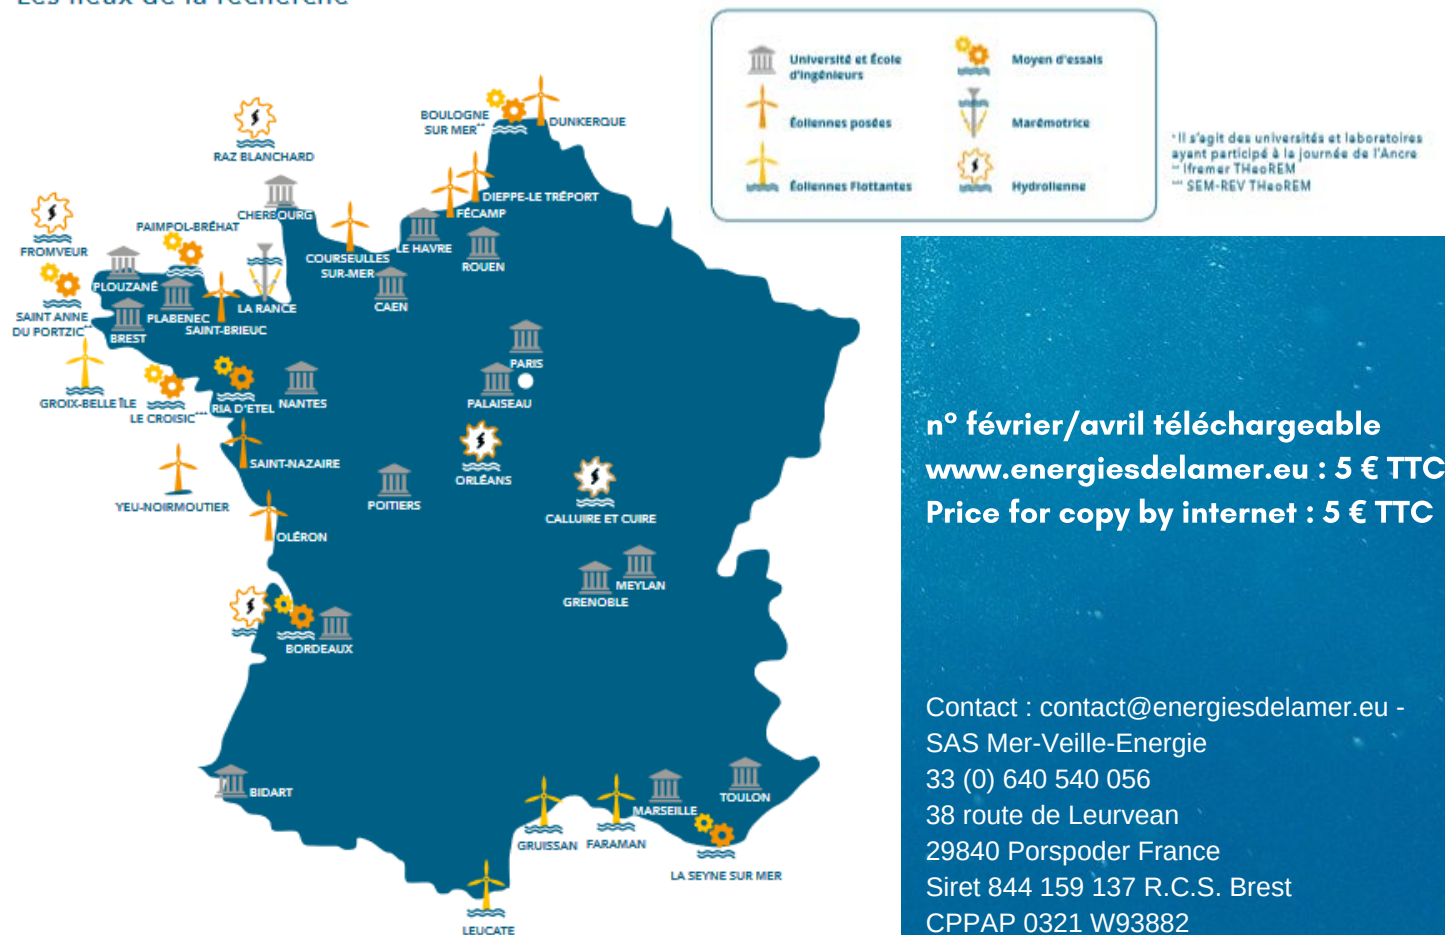 Les lieux de la recherche
Université et École
d'ingénieurs
Moyen d'essais
Éoliennes posées
Marémotrice
Éoliennes Flottantes
Hydrolienne
* Il s'agit des universités et laboratoires
ayant participé à la journée de l'Ancre
** Ifremer THeoREM
*** SEM-REV THeoREM
BOULOGNE
SUR MER**
DUNKERQUE
RAZ BLANCHARD
DIEPPE-LE TRÉPORT
FÉCAMP
CHERBOURG
PAIMPOL-BRÉHAT
FROMVEUR
LE HAVRE
COURSEULLES
SUR-MER
ROUEN
PLOUZANÉ
CAEN
LA RANCE
PLABENEC
SAINT ANNE
DU PORTZIC**
SAINT-BRIEUC
BREST
PARIS
GROIX-BELLE ÎLE
LE CROISIC***
RIA D'ETEL
NANTES
PALAISEAU
SAINT-NAZAIRE
ORLÉANS
YEU-NOIRMOUTIER
POITIERS
CALLUIRE ET CUIRE
OLÉRON
MEYLAN
GRENOBLE
BORDEAUX
BIDART
TOULON
MARSEILLE
GRUISSAN
FARAMAN
LA SEYNE SUR MER
LEUCATE
n° février/avril téléchargeable
www.energiesdelamer.eu : 5 € TTC
Price for copy by internet : 5 € TTC
Contact : contact@energiesdelamer.eu -
SAS Mer-Veille-Energie
33 (0) 640 540 056
38 route de Leurvean
29840 Porspoder France
Siret 844 159 137 R.C.S. Brest
CPPAP 0321 W93882